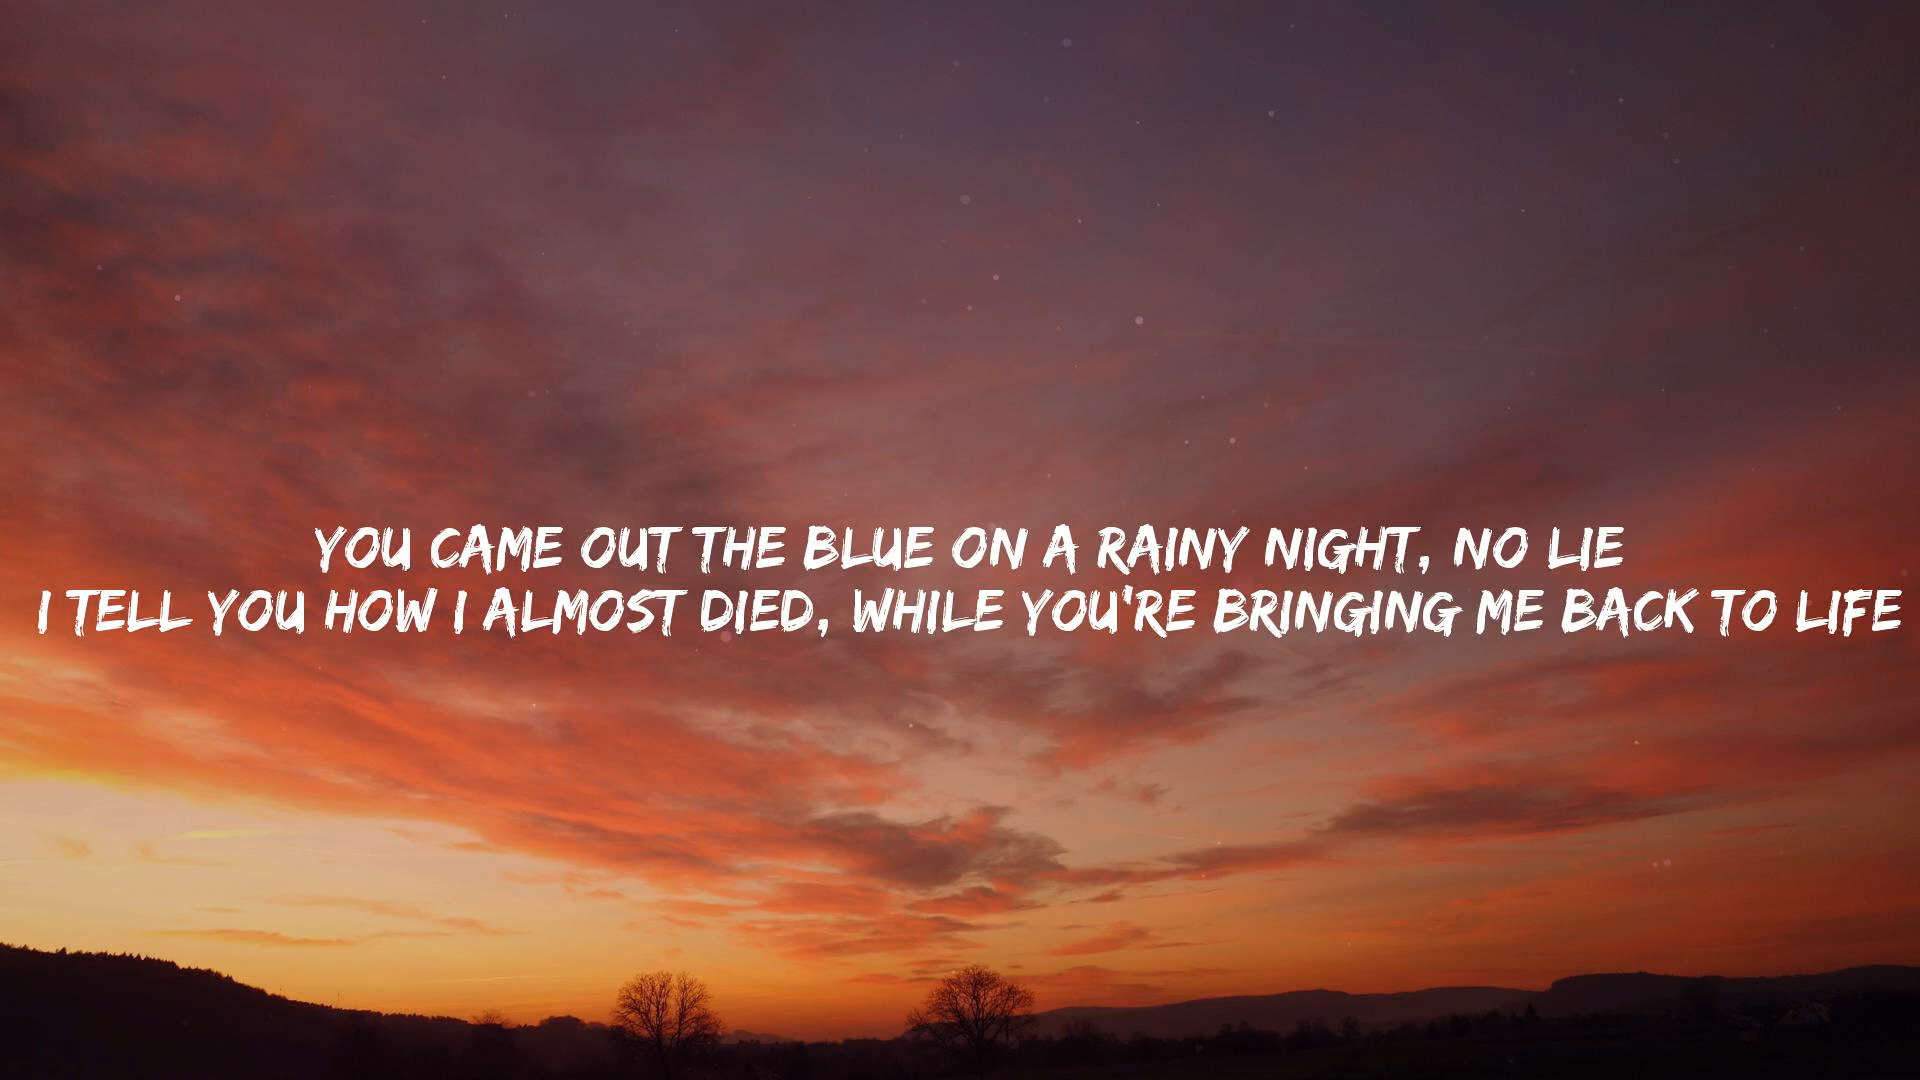 YOU CAME OUT THE BLUE ON A RAINY NIGHT, NO LIE
I TELL YOU HOW I ALMOST DIED, WHILE YOU'RE BRINGING ME BACK TO LIFE